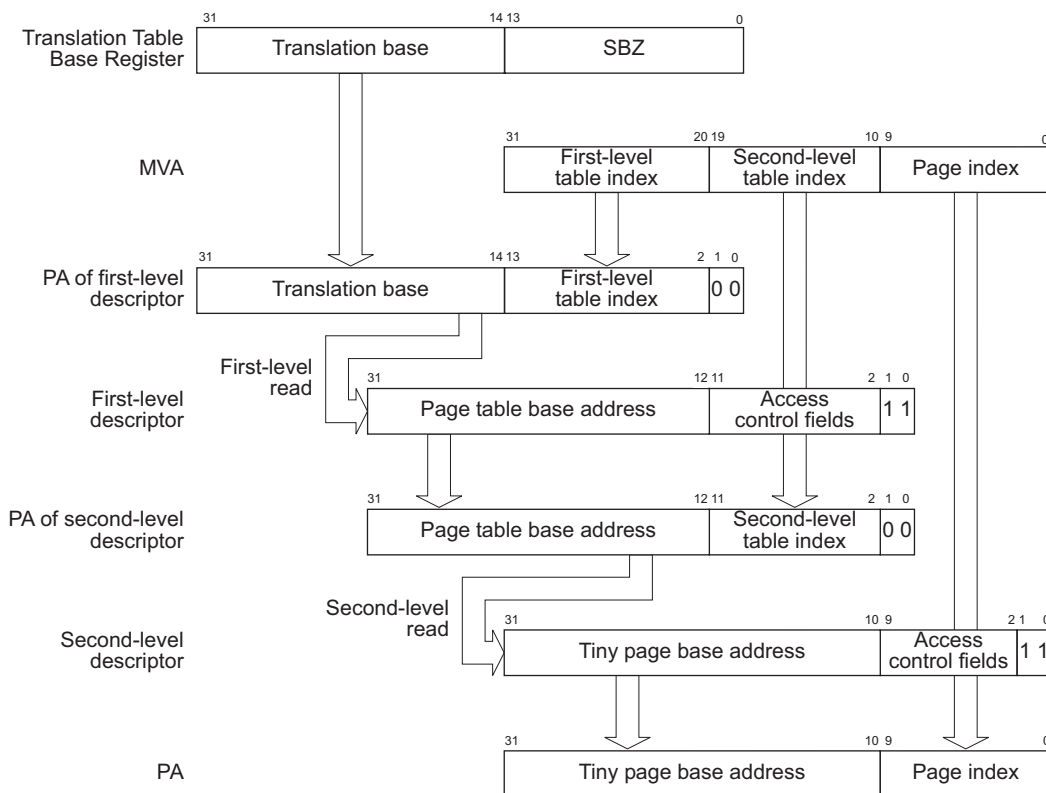 31 14 13 0
Translation Table
Base Register
Translation base SBZ
31 20 19 10 9 0
MVA
First-level
table index
Second-level
table index
Page index
31 14 13 2 1 0
PA of first-level
descriptor
Translation base
First-level
table index
0 0
First-level
read
31 12 11 2 1 0
First-level
descriptor
Page table base address
Access
control fields
1 1
31 12 11 2 1 0
PA of second-level
descriptor
Page table base address
Second-level
table index
0 0
Second-level
read
31 10 9 2 1 0
Second-level
descriptor
Tiny page base address
Access
control fields
1 1
31 10 9 0
PA
Tiny page base address Page index